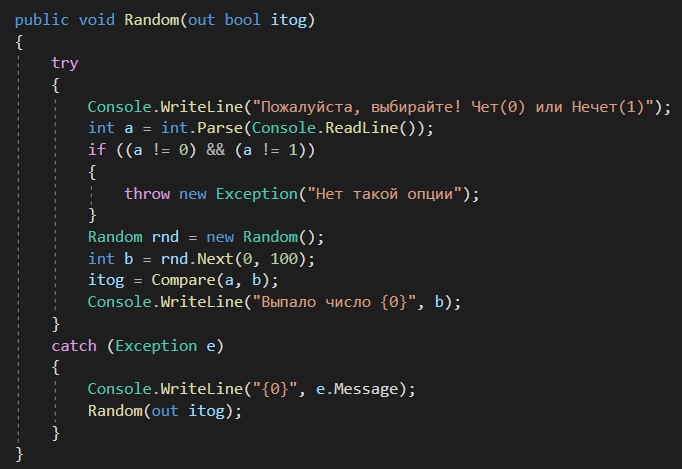 public void Random(out bool itog)
{
try
{
Console.WriteLine("Пожалуйста, выбирайте! Чет(0) или Нечет(1)");
int a = int.Parse(Console.ReadLine());
if ((a != 0) && (a != 1))
{
throw new Exception("Нет такой опции");
}
Random rnd = new Random();
int b = rnd.Next(0, 100);
itog = Compare(a, b);
Console.WriteLine("Выпало число {0}", b);
}
catch (Exception e)
{
Console.WriteLine("{0}", e.Message);
Random(out itog);
}
}